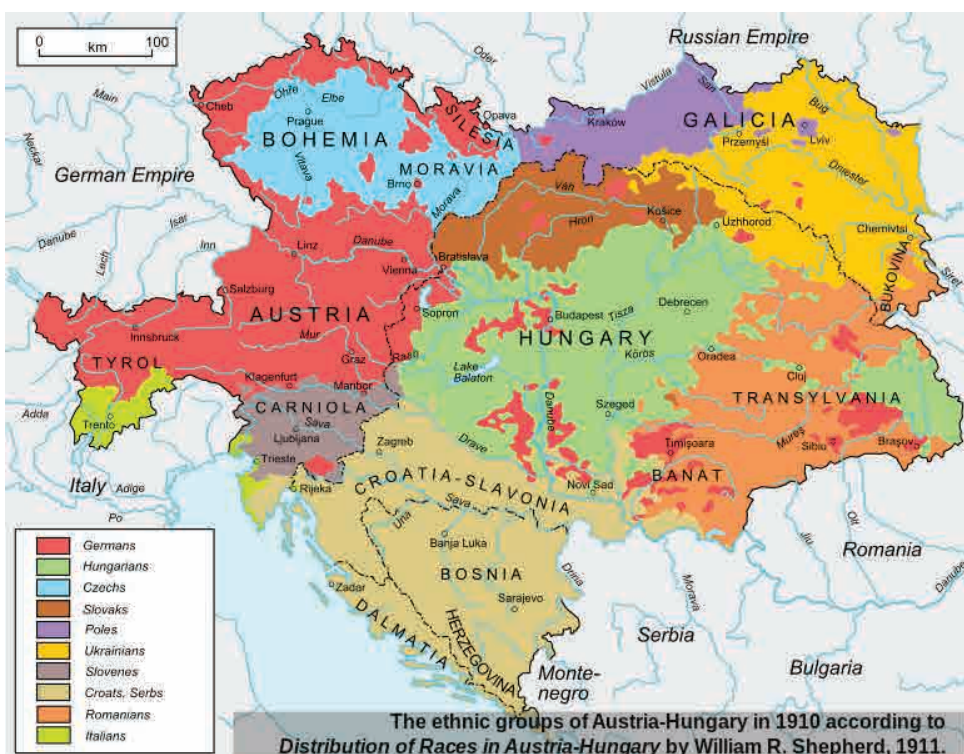 0 100
km
Russian Empire
Oder
Vistula
San
Main
Cheb
Ohře
Elbe
Prague
Opava
SILESIA
Kraków
GALICIA
Bug
Neckar
BOHEMIA
Przemyśl
Lviv
Vltava
MORAVIA
Dniester
German Empire
Brno
Morava
Váh
Hron
Košice
Uzhhorod
Chernivtsi
Danube
Isar
Lech
Inn
Linz
Danube
Vienna
Bratislava
BUKOVINA
Siret
Salzburg
AUSTRIA
Sopron
Debrecen
Budapest
Tisza
HUNGARY
Innsbruck
Mur
Graz
Raab
Körös
Oradea
TYROL
Lake
Balaton
Cluj
Klagenfurt
Maribor
TRANSYLVANIA
CARNIOLA
Szeged
Adda
Trento
Sava
Ljubljana
Danube
Mureș
Drave
Timișoara
Sibiu
Brașov
Trieste
Zagreb
BANAT
Italy
Adige
Rijeka
CROATIA-SLAVONIA
Novi Sad
Po
Sava
Olt
Una
Jiu
Banja Luka
Romania
Germans
Hungarians
Czechs
Slovaks
Poles
Ukrainians
Slovenes
Croats, Serbs
Romanians
Italians
BOSNIA
Drina
Danube
Zadar
Morava
Sarajevo
DALMATIA
HERZEGOVINA
Serbia
Monte-
negro
Bulgaria
The ethnic groups of Austria-Hungary in 1910 according to
Distribution of Races in Austria-Hungary by William R. Shepherd, 1911.